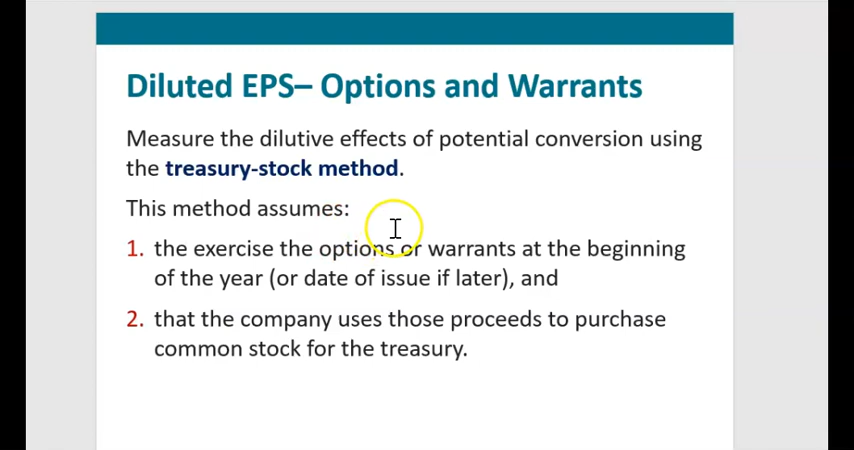 Diluted EPS– Options and Warrants
Measure the dilutive effects of potential conversion using
the treasury-stock method.
This method assumes:
1. the exercise the options or warrants at the beginning
of the year (or date of issue if later), and
2. that the company uses those proceeds to purchase
common stock for the treasury.